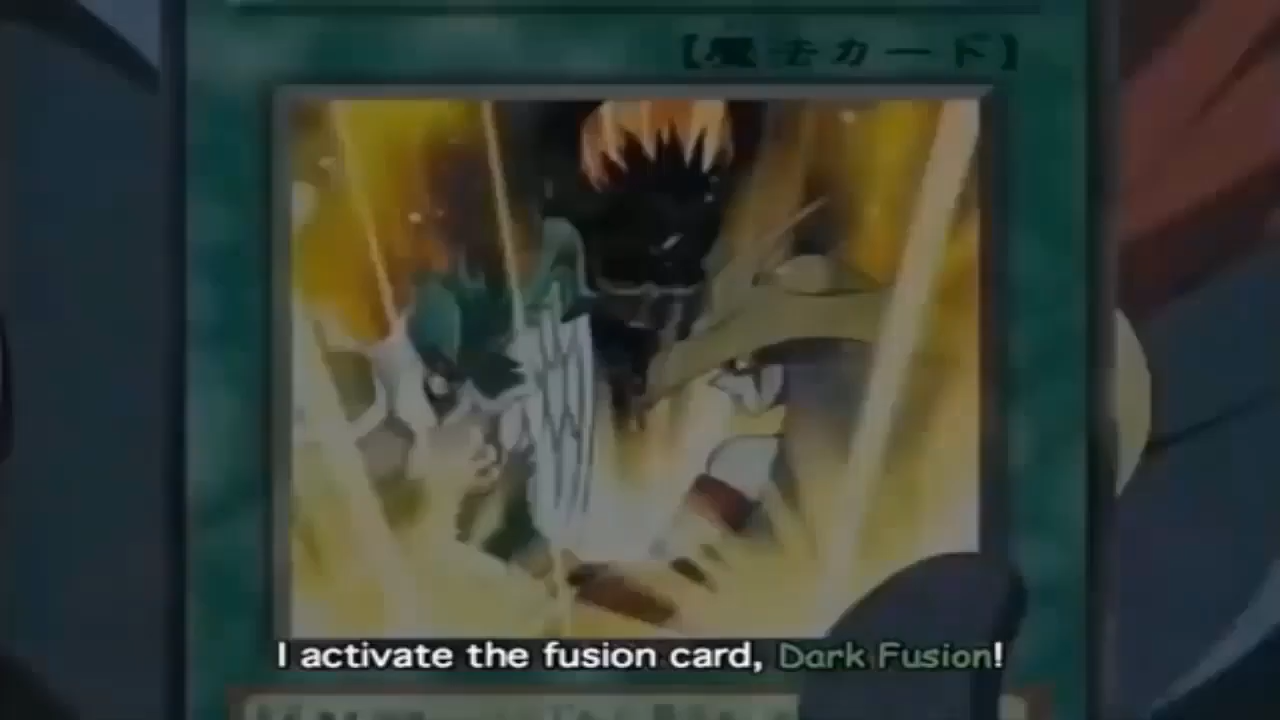 【魔法カード】
I activate the fusion card, Dark Fusion!